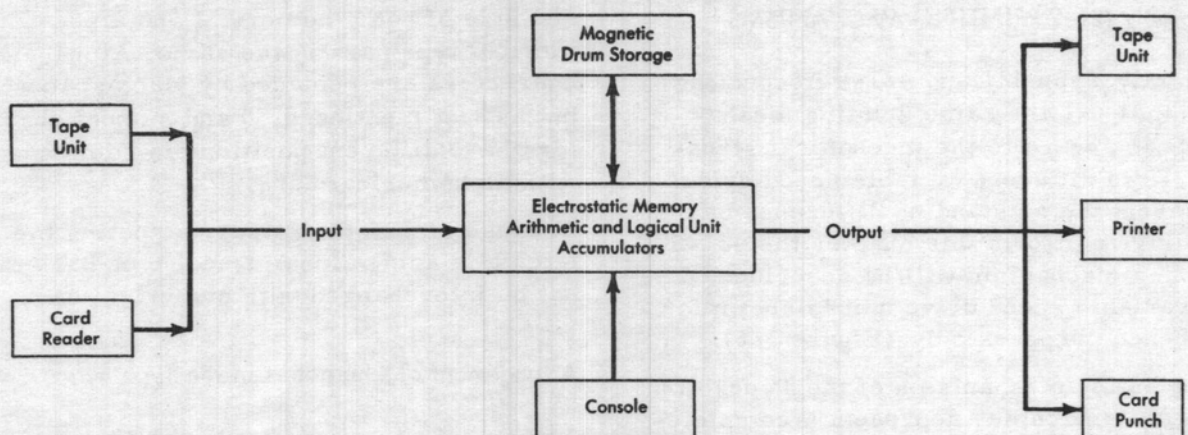 Magnetic
Drum Storage
Tape
Unit
Tape
Unit
Electrostatic Memory
Arithmetic and Logical Unit
Accumulators
Input
Output
Printer
Card
Reader
Console
Card
Punch